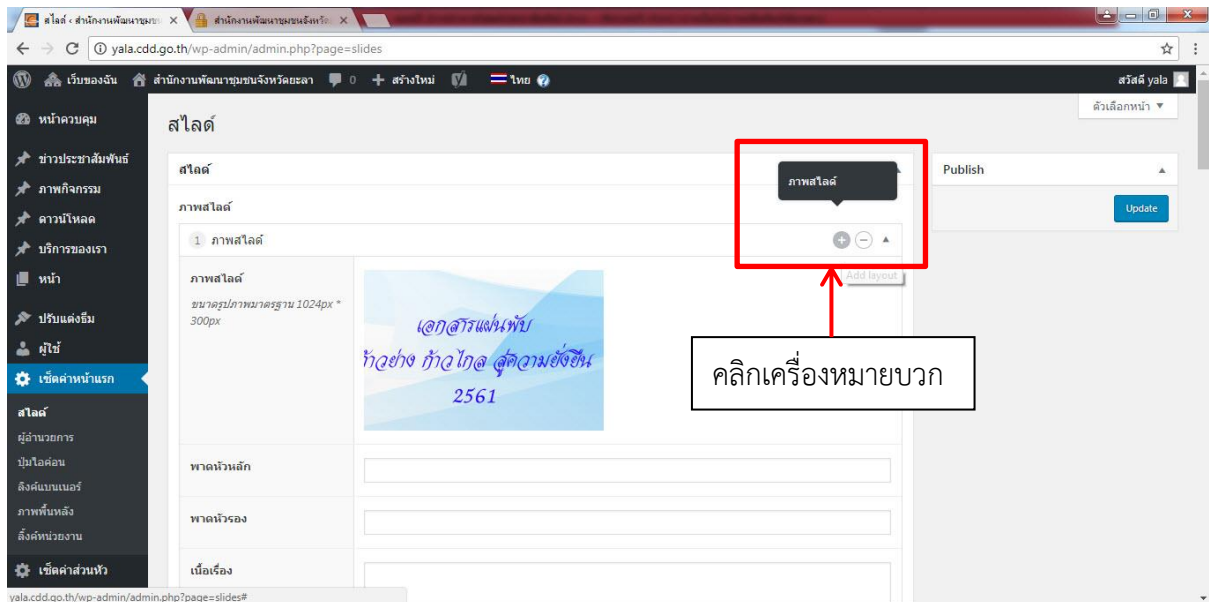 สไลด์ ‹ สำนักงานพัฒนาชุมชน
สำนักงานพัฒนาชุมชนจังหวัด
yala.cdd.go.th/wp-admin/admin.php?page=slides
เว็บของฉัน สำนักงานพัฒนาชุมชนจังหวัดยะลา 0 + สร้างใหม่ ไทย สวัสดี yala
ตัวเลือกหน้า
หน้าควบคุม
ข่าวประชาสัมพันธ์
ภาพกิจกรรม
ดาวน์โหลด
บริการของเรา
หน้า
ปรับแต่งธีม
ผู้ใช้
เซ็ตค่าหน้าแรก
สไลด์
ผู้อำนวยการ
ปุ่มไอค่อน
ลิงค์แบนเนอร์
ภาพพื้นหลัง
ลิ้งค์หน่วยงาน
เซ็ตค่าส่วนหัว
สไลด์
สไลด์
ภาพสไลด์
ภาพสไลด์
1 ภาพสไลด์
Add layout
ภาพสไลด์
ขนาดรูปภาพมาตรฐาน 1024px *
300px
เอกสารแผ่นพับ
ก้าวย่าง ก้าวไกล สู่ความยั่งยืน
2561
พาดหัวหลัก
พาดหัวรอง
เนื้อเรื่อง
Publish
Update
คลิกเครื่องหมายบวก
yala.cdd.go.th/wp-admin/admin.php?page=slides#